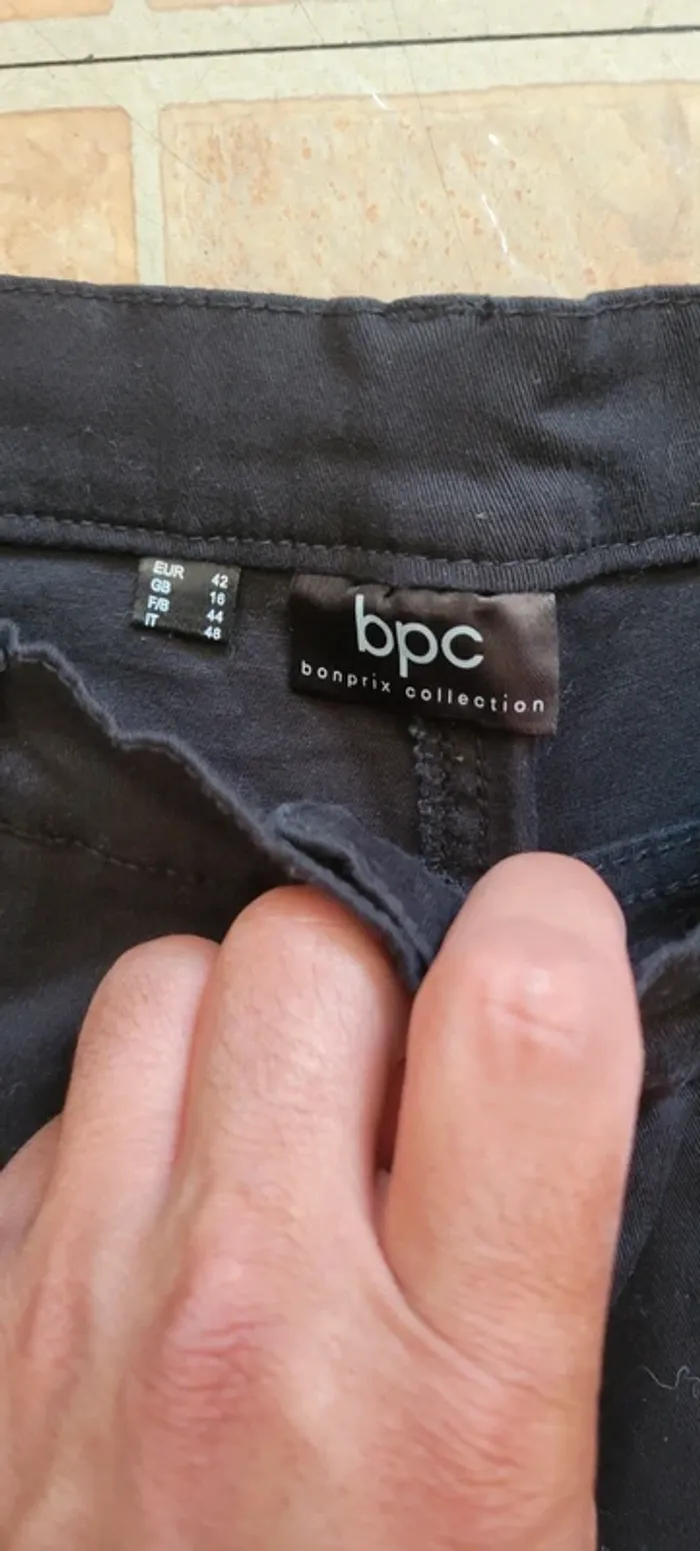 EUR 42
GB 16
F/B 44
IT 48
bpc
bonprix collection